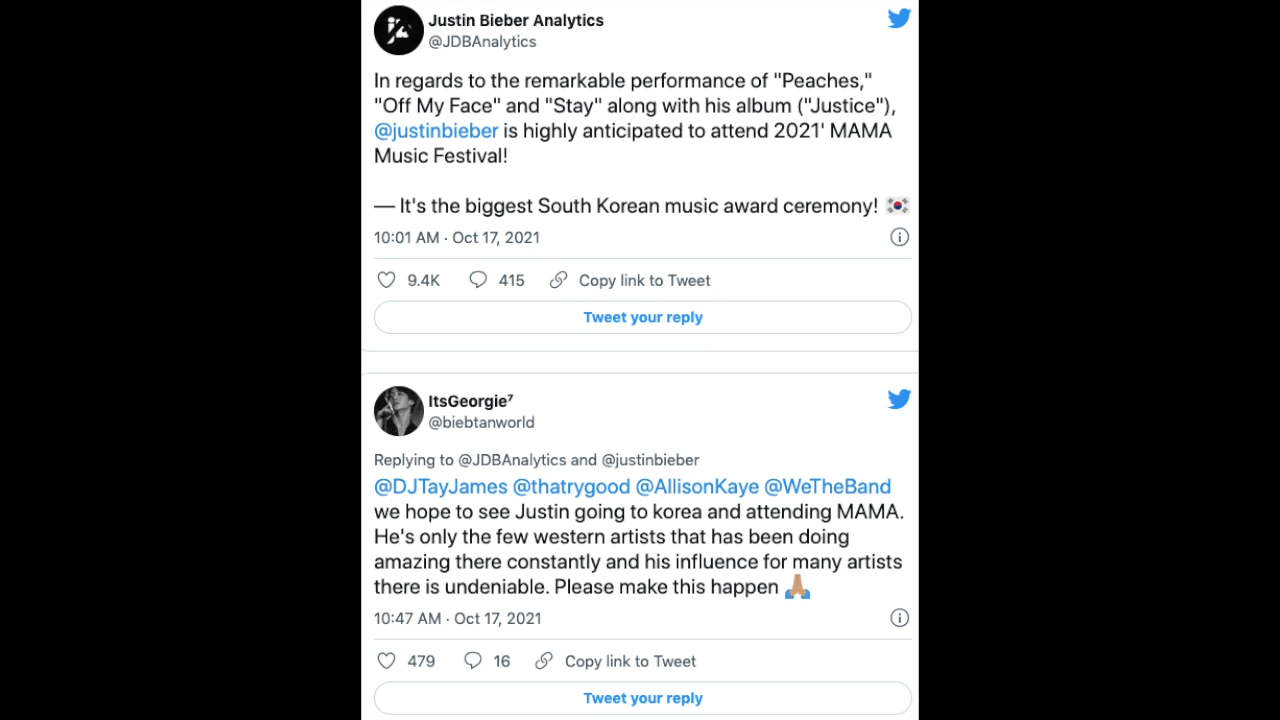 Justin Bieber Analytics
@JDBAnalytics
In regards to the remarkable performance of "Peaches,"
"Off My Face" and "Stay" along with his album ("Justice"),
@justinbieber is highly anticipated to attend 2021' MAMA
Music Festival!
— It's the biggest South Korean music award ceremony! 🇰🇷
10:01 AM · Oct 17, 2021
9.4K 415 Copy link to Tweet
Tweet your reply
ItsGeorgie⁷
@biebtanworld
Replying to @JDBAnalytics and @justinbieber
@DJTayJames @thatrygood @AllisonKaye @WeTheBand
we hope to see Justin going to korea and attending MAMA.
He's only the few western artists that has been doing
amazing there constantly and his influence for many artists
there is undeniable. Please make this happen 🙏🏽
10:47 AM · Oct 17, 2021
479 16 Copy link to Tweet
Tweet your reply